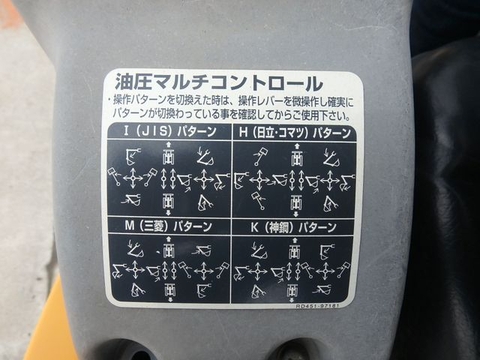 油圧マルチコントロール
・操作パターンを切換えた時は、操作レバーを微操作し確実に
パターンが切換わっている事を確認してからご使用下さい。
I（JIS）パターン
H（日立・コマツ）パターン
M（三菱）パターン
K（神鋼）パターン
RD451-97181